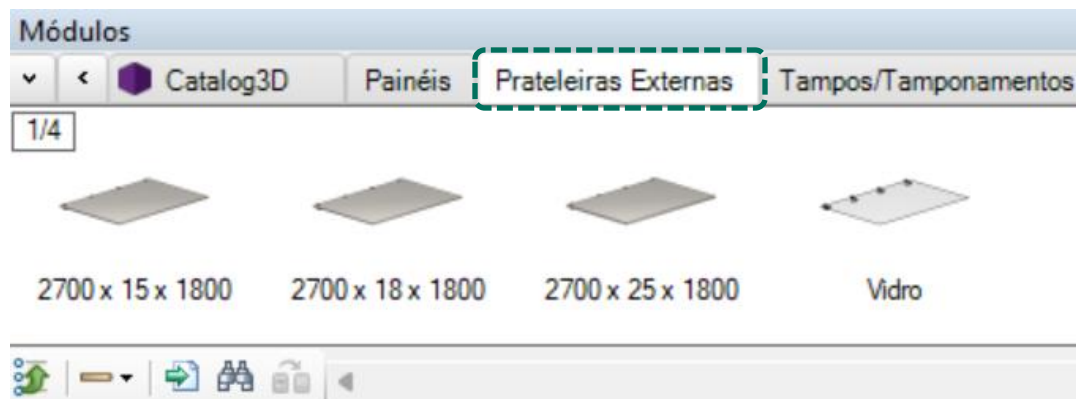 Módulos
Catalog3D Painéis Prateleiras Externas Tampos/Tamponamentos
1/4
2700 x 15 x 1800 2700 x 18 x 1800 2700 x 25 x 1800 Vidro